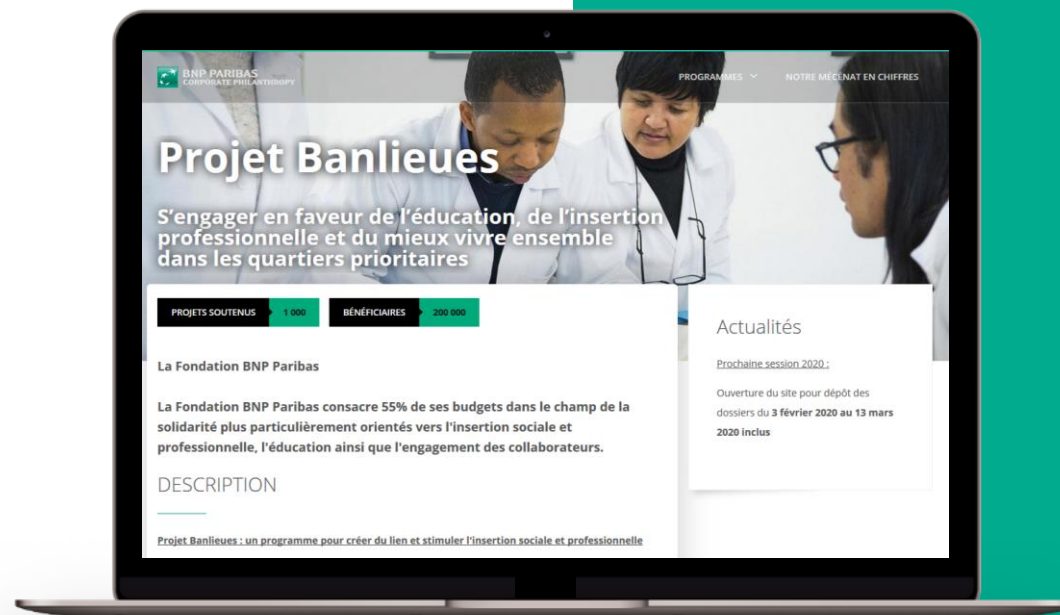 BNP PARIBAS
CORPORATE PHILANTHROPY
PROGRAMMES
NOTRE MÉCÉNAT EN CHIFFRES
Projet Banlieues
S'engager en faveur de l'éducation, de l'insertion
professionnelle et du mieux vivre ensemble
dans les quartiers prioritaires
PROJETS SOUTENUS 1 000 BÉNÉFICIAIRES 200 000
La Fondation BNP Paribas
La Fondation BNP Paribas consacre 55% de ses budgets dans le champ de la
solidarité plus particulièrement orientés vers l'insertion sociale et
professionnelle, l'éducation ainsi que l'engagement des collaborateurs.
DESCRIPTION
Projet Banlieues : un programme pour créer du lien et stimuler l'insertion sociale et professionnelle
Actualités
Prochaine session 2020 :
Ouverture du site pour dépôt des
dossiers du 3 février 2020 au 13 mars
2020 inclus